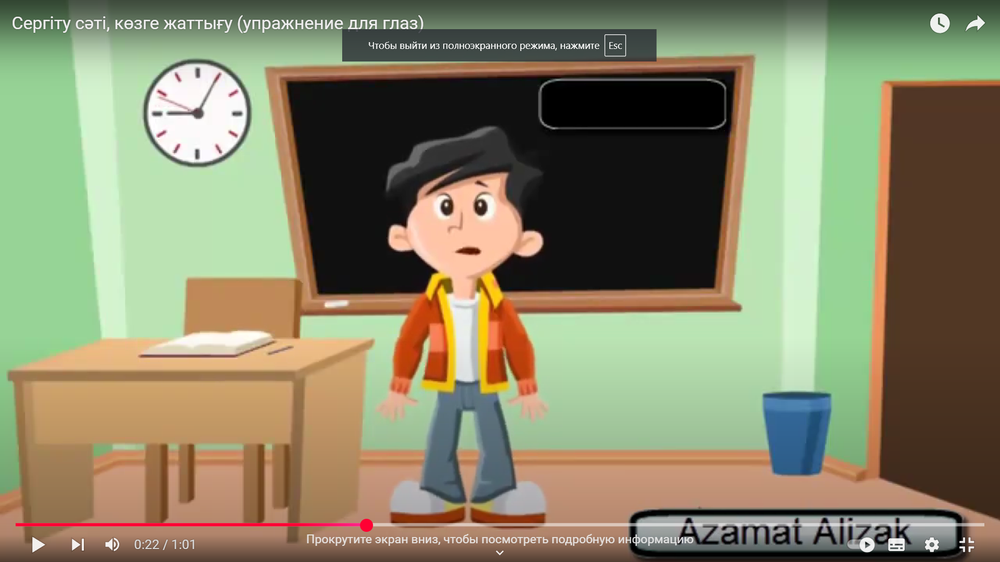 Сергіту сәті, көзге жаттығу (упражнение для глаз)
Чтобы выйти из полноэкранного режима, нажмите Esc
Azamat Alizak
Прокрутите экран вниз, чтобы посмотреть подробную информацию
0:22 / 1:01